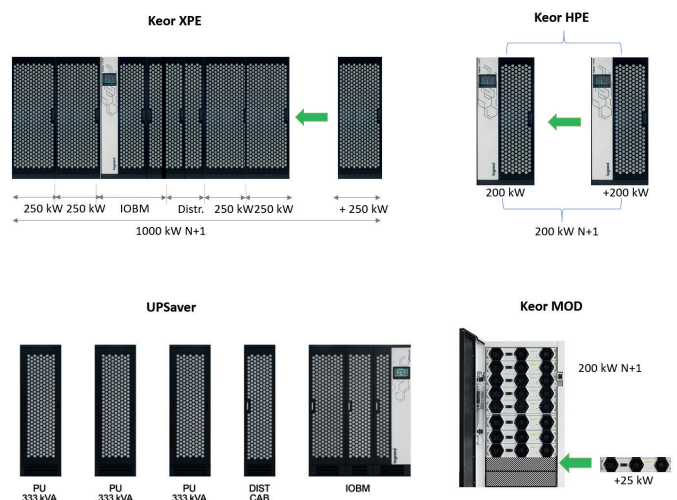 Keor XPE
250 kW 250 kW IOBM Distr. 250 kW 250 kW + 250 kW
1000 kW N+1
Keor HPE
legrand legrand
200 kW +200 kW
200 kW N+1
UPSaver
PU
333 kVA
PU
333 kVA
PU
333 kVA
DIST
CAB
IOBM
Keor MOD
200 kW N+1
+25 kW